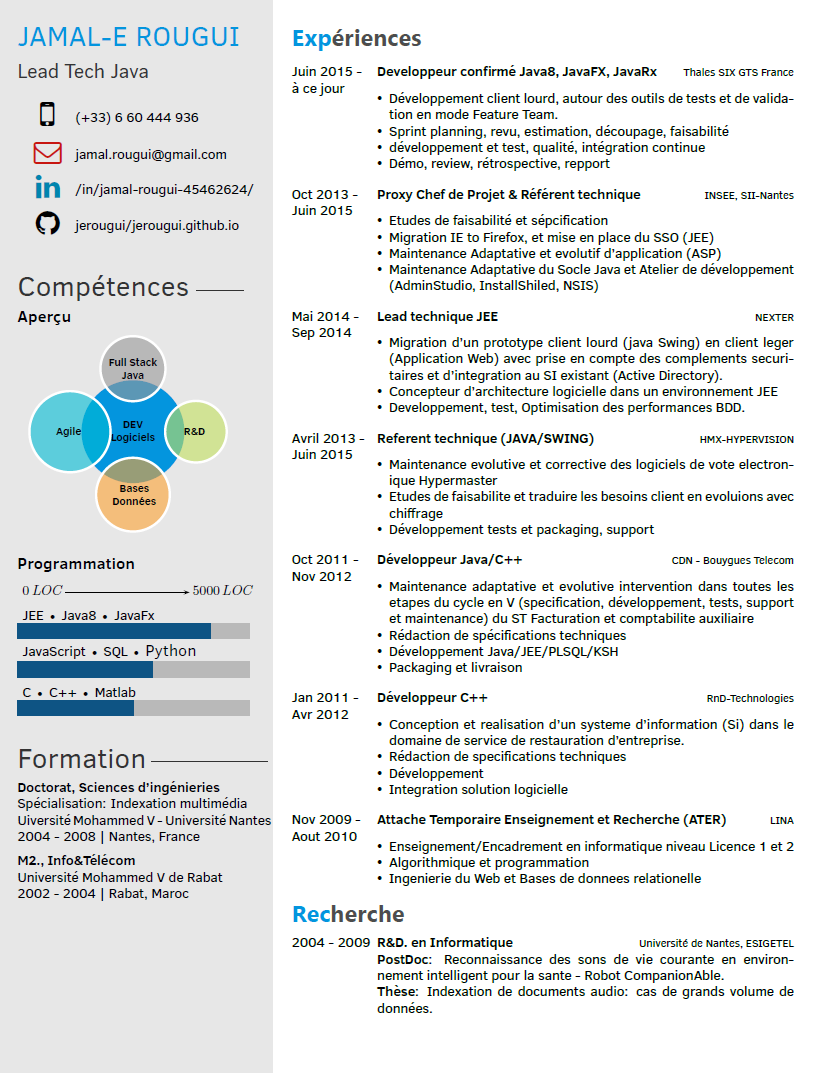 JAMAL-E ROUGUI
Lead Tech Java
(+33) 6 60 444 936
jamal.rougui@gmail.com
in /in/jamal-rougui-45462624/
jerougui/jerougui.github.io
Compétences
Aperçu
Full Stack
Java
Agile
DEV
Logiciels
R&D
Bases
Données
Programmation
0 LOC 5000 LOC
JEE • Java8 • JavaFx
JavaScript • SQL • Python
C • C++ • Matlab
Formation
Doctorat, Sciences d'ingénieries
Spécialisation: Indexation multimédia
Uiversité Mohammed V - Université Nantes
2004 - 2008 | Nantes, France
M2., Info&Télécom
Université Mohammed V de Rabat
2002 - 2004 | Rabat, Maroc
Expériences
Juin 2015 -
à ce jour
Developpeur confirmé Java8, JavaFX, JavaRx Thales SIX GTS France
• Développement client lourd, autour des outils de tests et de valida-
tion en mode Feature Team.
• Sprint planning, revu, estimation, découpage, faisabilité
• développement et test, qualité, intégration continue
• Démo, review, rétrospective, repport
Oct 2013 -
Juin 2015
Proxy Chef de Projet & Référent technique INSEE, SII-Nantes
• Etudes de faisabilité et sépcification
• Migration IE to Firefox, et mise en place du SSO (JEE)
• Maintenance Adaptative et evolutif d'application (ASP)
• Maintenance Adaptative du Socle Java et Atelier de développement
(AdminStudio, InstallShiled, NSIS)
Mai 2014 -
Sep 2014
Lead technique JEE NEXTER
• Migration d'un prototype client lourd (java Swing) en client leger
(Application Web) avec prise en compte des complements securi-
taires et d'integration au SI existant (Active Directory).
• Concepteur d'architecture logicielle dans un environnement JEE
• Developpement, test, Optimisation des performances BDD.
Avril 2013 -
Juin 2015
Referent technique (JAVA/SWING) HMX-HYPERVISION
• Maintenance evolutive et corrective des logiciels de vote electron-
ique Hypermaster
• Etudes de faisabilite et traduire les besoins client en evoluions avec
chiffrage
• Développement tests et packaging, support
Oct 2011 -
Nov 2012
Développeur Java/C++ CDN - Bouygues Telecom
• Maintenance adaptative et evolutive intervention dans toutes les
etapes du cycle en V (specification, développement, tests, support
et maintenance) du ST Facturation et comptabilite auxiliaire
• Rédaction de spécifications techniques
• Développement Java/JEE/PLSQL/KSH
• Packaging et livraison
Jan 2011 -
Avr 2012
Développeur C++ RnD-Technologies
• Conception et realisation d'un systeme d'information (Si) dans le
domaine de service de restauration d'entreprise.
• Rédaction de specifications techniques
• Développement
• Integration solution logicielle
Nov 2009 -
Aout 2010
Attache Temporaire Enseignement et Recherche (ATER) LINA
• Enseignement/Encadrement en informatique niveau Licence 1 et 2
• Algorithmique et programmation
• Ingenierie du Web et Bases de donnees relationelle
Recherche
2004 - 2009 R&D. en Informatique Université de Nantes, ESIGETEL
PostDoc: Reconnaissance des sons de vie courante en environ-
nement intelligent pour la sante - Robot CompanionAble.
Thèse: Indexation de documents audio: cas de grands volume de
données.